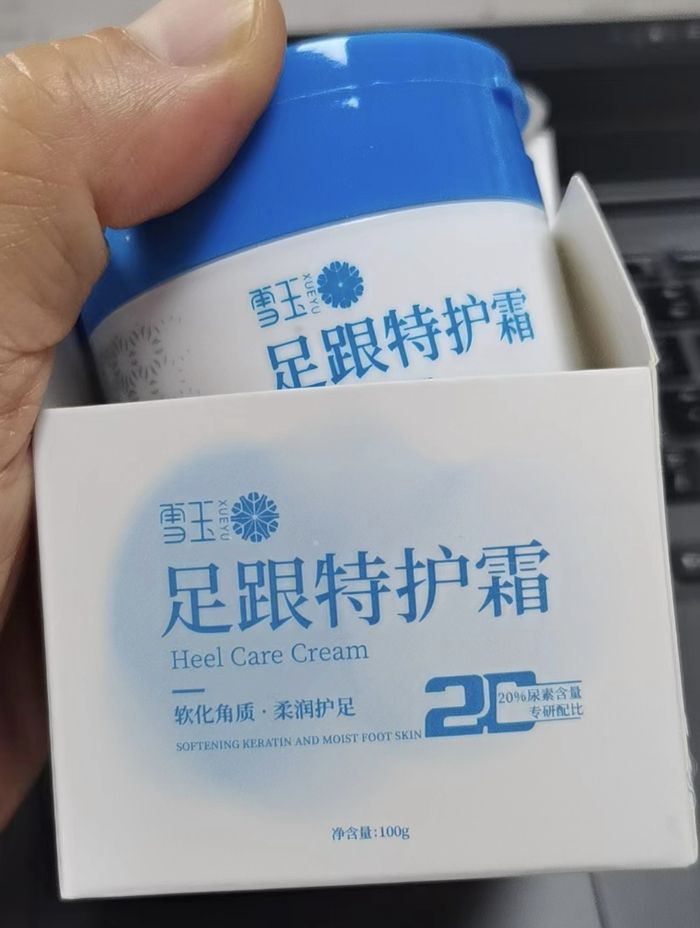 雪玉
XUEYU
足跟特护霜
雪玉
XUEYU
足跟特护霜
Heel Care Cream
软化角质·柔润护足
SOFTENING KERATIN AND MOIST FOOT SKIN
20
20%尿素含量
专研配比
净含量:100g